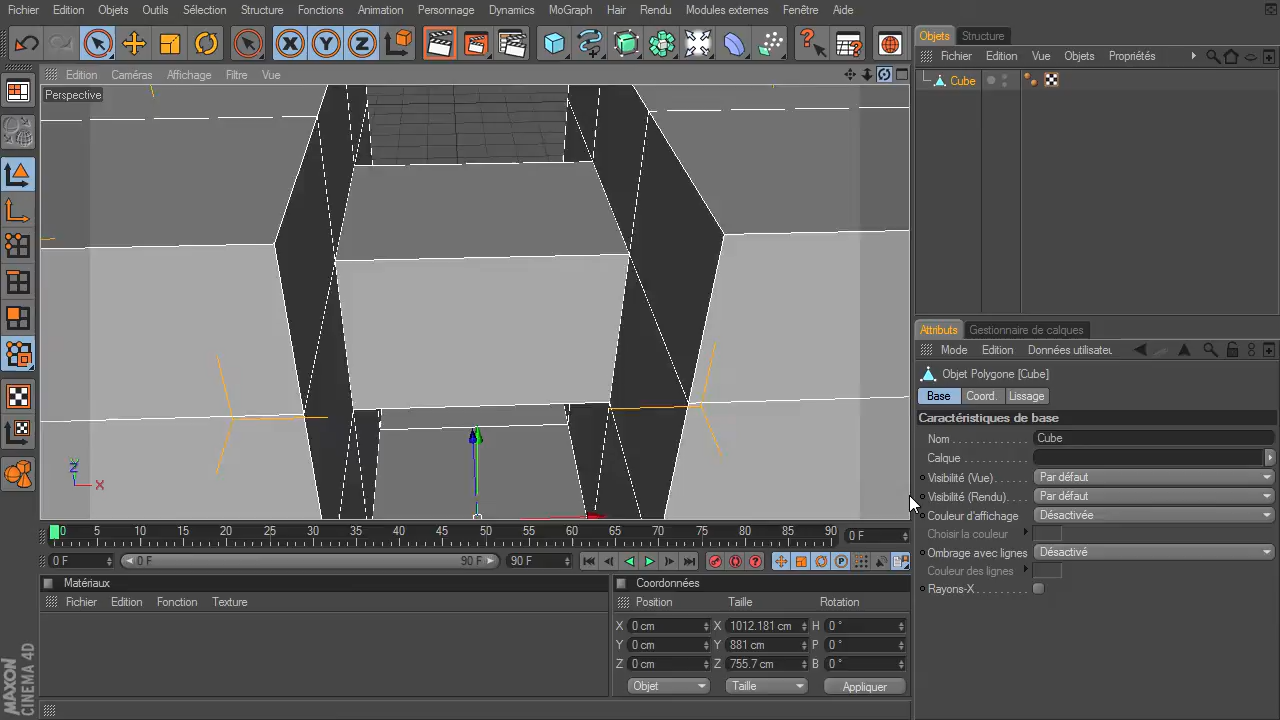 Fichier Edition Objets Outils Sélection Structure Fonctions Animation Personnage Dynamics MoGraph Hair Rendu Modules externes Fenêtre Aide
X Y Z
Objets Structure
Fichier Edition Vue Objets Propriétés
Edition Caméras Affichage Filtre Vue
Cube
Perspective
Attributs Gestionnaire de calques
Mode Edition Données utilisateur
Objet Polygone [Cube]
Base Coord. Lissage
Caractéristiques de base
Nom Cube
Calque
Visibilité (Vue) Par défaut
Visibilité (Rendu) Par défaut
Couleur d'affichage Désactivée
Choisir la couleur
Ombrage avec lignes Désactivé
Couleur des lignes
Rayons-X
Z X
0 5 10 15 20 25 30 35 40 45 50 55 60 65 70 75 80 85 90 0 F
0 F 0 F 90 F 90 F
Matériaux
Fichier Edition Fonction Texture
Coordonnées
Position Taille Rotation
X 0 cm X 1012.181 cm H 0 °
Y 0 cm Y 881 cm P 0 °
Z 0 cm Z 755.7 cm B 0 °
Objet Taille Appliquer
MAXON
CINEMA 4D